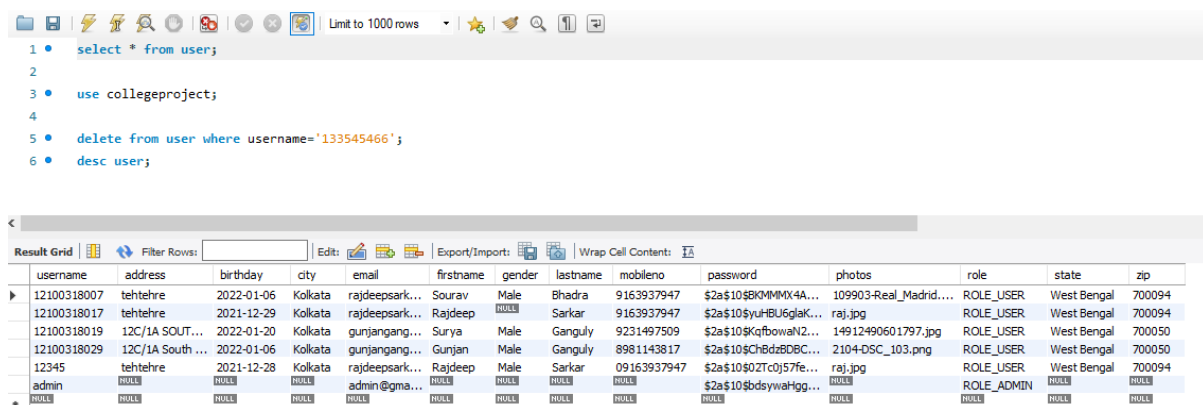 Limit to 1000 rows
1 select * from user;
2
3 use collegeproject;
4
5 delete from user where username='133545466';
6 desc user;
Result Grid Filter Rows: Edit: Export/Import: Wrap Cell Content: IA
username address birthday city email firstname gender lastname mobileno password photos role state zip
12100318007 tehtehre 2022-01-06 Kolkata rajdeepsark... Sourav Male Bhadra 9163937947 $2a$10$BKMMMX4A... 109903-Real_Madrid.... ROLE_USER West Bengal 700094
12100318017 tehtehre 2021-12-29 Kolkata rajdeepsark... Rajdeep NULL Sarkar 9163937947 $2a$10$yuHBU6glaK... raj.jpg ROLE_USER West Bengal 700094
12100318019 12C/1A SOUT... 2022-01-20 Kolkata gunjangang... Surya Male Ganguly 9231497509 $2a$10$KqfbowaN2... 14912490601797.jpg ROLE_USER West Bengal 700050
12100318029 12C/1A South ... 2022-01-06 Kolkata gunjangang... Gunjan Male Ganguly 8981143817 $2a$10$ChBdzBDBC... 2104-DSC_103.png ROLE_USER West Bengal 700050
12345 tehtehre 2021-12-28 Kolkata rajdeepsark... Rajdeep Male Sarkar 09163937947 $2a$10$02Tc0j57fe... raj.jpg ROLE_USER West Bengal 700094
admin NULL NULL NULL admin@gma... NULL NULL NULL NULL $2a$10$bdsywaHgg... NULL ROLE_ADMIN NULL NULL
NULL NULL NULL NULL NULL NULL NULL NULL NULL NULL NULL NULL NULL NULL